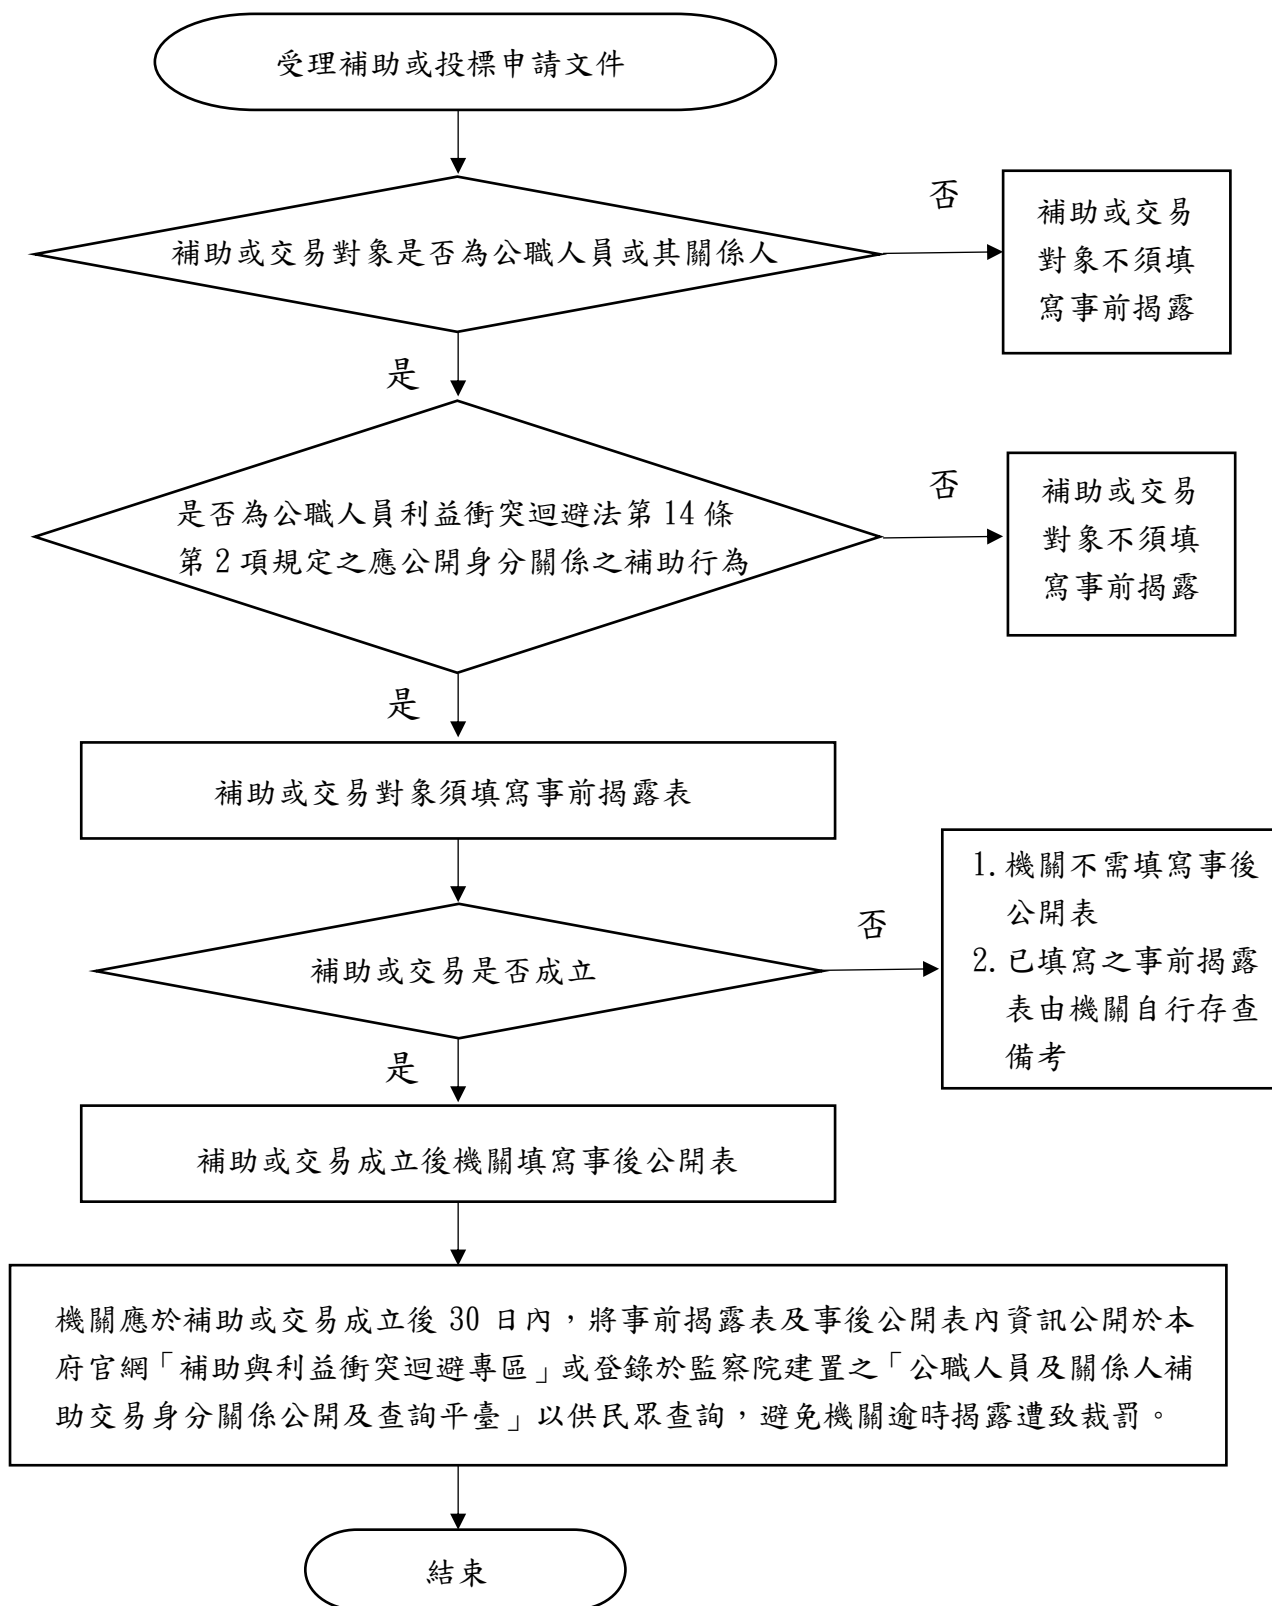 受理補助或投標申請文件
否
補助或交易
對象不須填
寫事前揭露
補助或交易對象是否為公職人員或其關係人
是
否
補助或交易
對象不須填
寫事前揭露
是否為公職人員利益衝突迴避法第 14 條
第 2 項規定之應公開身分關係之補助行為
是
補助或交易對象須填寫事前揭露表
1. 機關不需填寫事後
公開表
2. 已填寫之事前揭露
表由機關自行存查
備考
否
補助或交易是否成立
是
補助或交易成立後機關填寫事後公開表
機關應於補助或交易成立後 30 日內，將事前揭露表及事後公開表內資訊公開於本
府官網「補助與利益衝突迴避專區」或登錄於監察院建置之「公職人員及關係人補
助交易身分關係公開及查詢平臺」以供民眾查詢，避免機關逾時揭露遭致裁罰。
結束